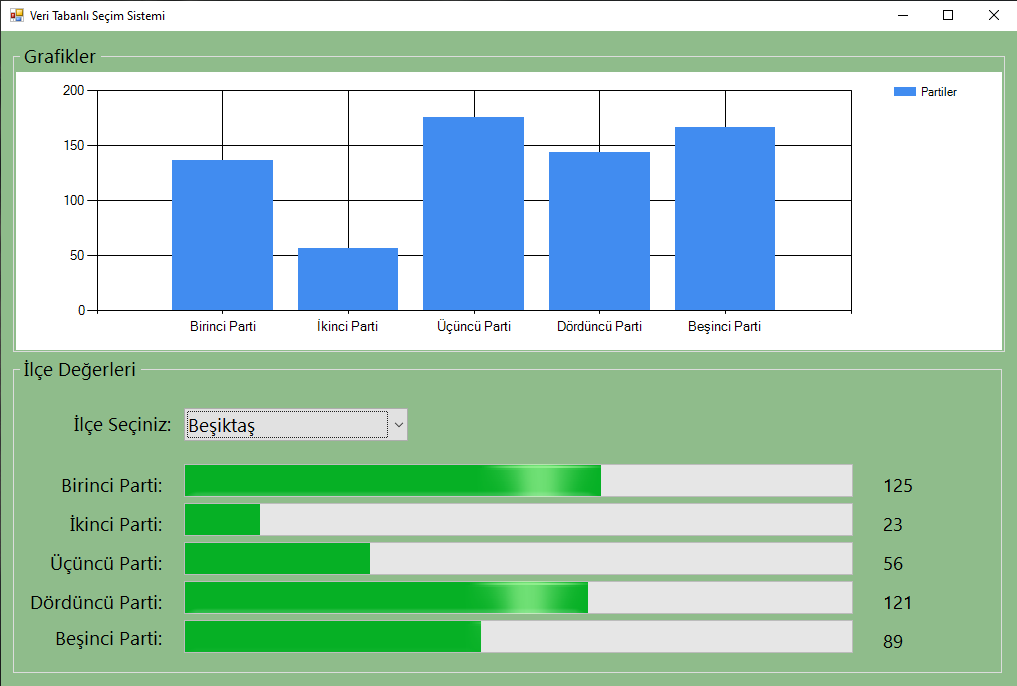 Veri Tabanlı Seçim Sistemi
Grafikler
200
150
100
50
0
Partiler
Birinci Parti İkinci Parti Üçüncü Parti Dördüncü Parti Beşinci Parti
İlçe Değerleri
İlçe Seçiniz: Beşiktaş
Birinci Parti: 125
İkinci Parti: 23
Üçüncü Parti: 56
Dördüncü Parti: 121
Beşinci Parti: 89